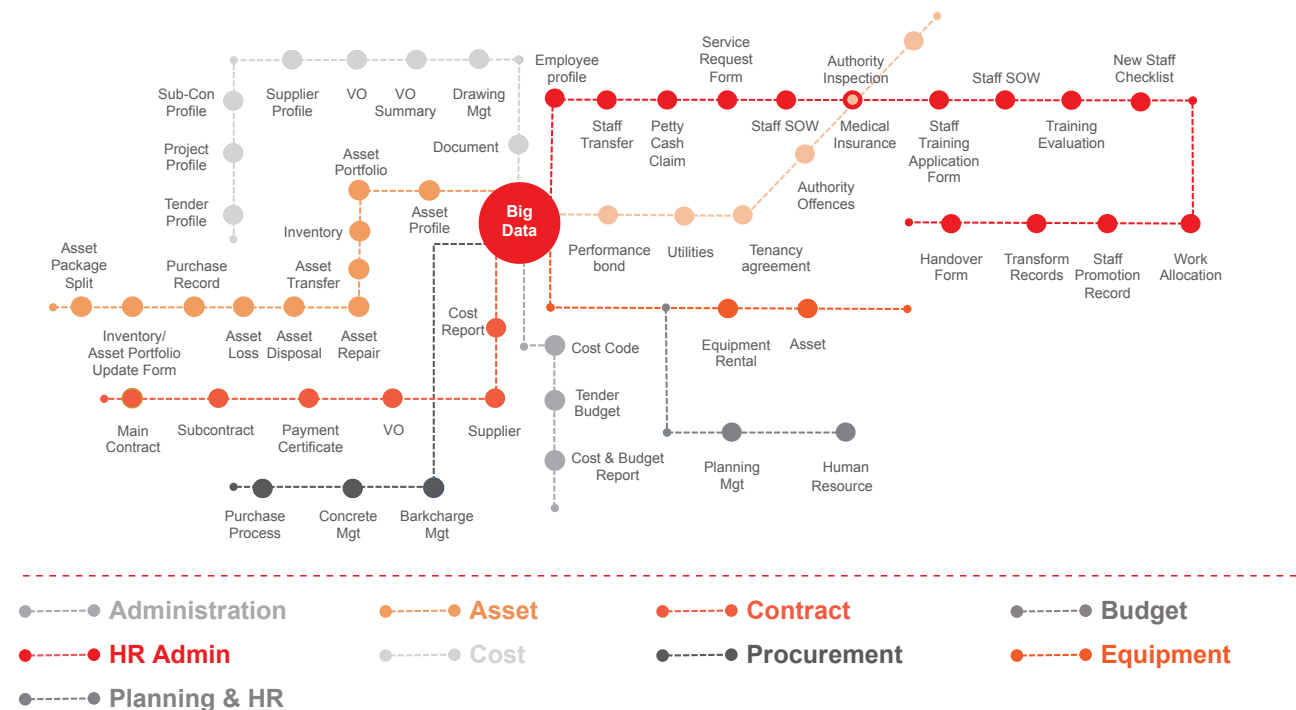 Sub-Con
Profile
Project
Profile
Tender
Profile
Supplier
Profile
VO
VO
Summary
Drawing
Mgt
Document
Asset
Portfolio
Asset
Profile
Inventory
Asset
Transfer
Asset
Package
Split
Purchase
Record
Inventory/
Asset Portfolio
Update Form
Asset
Loss
Asset
Disposal
Asset
Repair
Big
Data
Cost
Report
Main
Contract
Subcontract
Payment
Certificate
VO
Supplier
Purchase
Process
Concrete
Mgt
Barkcharge
Mgt
Employee
profile
Staff
Transfer
Petty
Cash
Claim
Service
Request
Form
Staff SOW
Authority
Inspection
Medical
Insurance
Staff
Training
Application
Form
Staff SOW
Training
Evaluation
New Staff
Checklist
Authority
Offences
Performance
bond
Utilities
Tenancy
agreement
Handover
Form
Transform
Records
Staff
Promotion
Record
Work
Allocation
Equipment
Rental
Asset
Cost Code
Tender
Budget
Cost & Budget
Report
Planning
Mgt
Human
Resource
Administration
Asset
Contract
Budget
HR Admin
Cost
Procurement
Equipment
Planning & HR